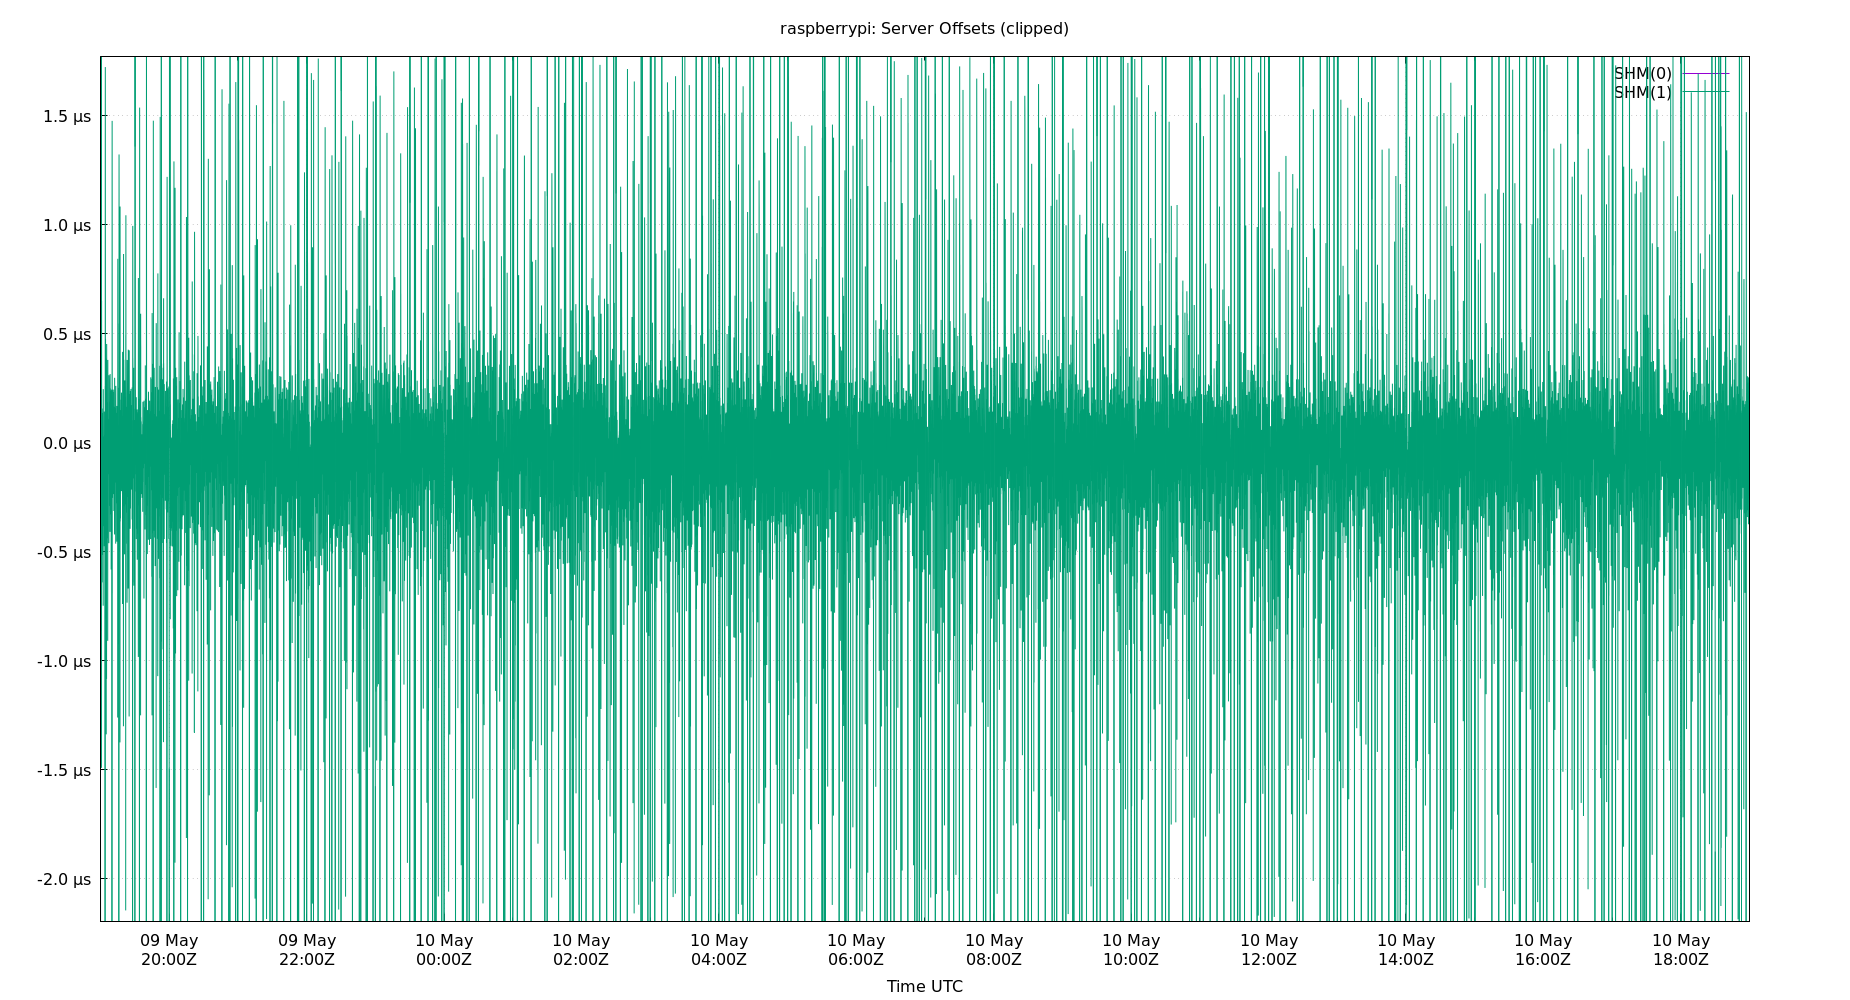 raspberrypi: Server Offsets (clipped)
SHM(0)
SHM(1)
1.5 µs
1.0 µs
0.5 µs
0.0 µs
-0.5 µs
-1.0 µs
-1.5 µs
-2.0 µs
09 May 09 May 10 May 10 May 10 May 10 May 10 May 10 May 10 May 10 May 10 May 10 May
20:00Z 22:00Z 00:00Z 02:00Z 04:00Z 06:00Z 08:00Z 10:00Z 12:00Z 14:00Z 16:00Z 18:00Z
Time UTC